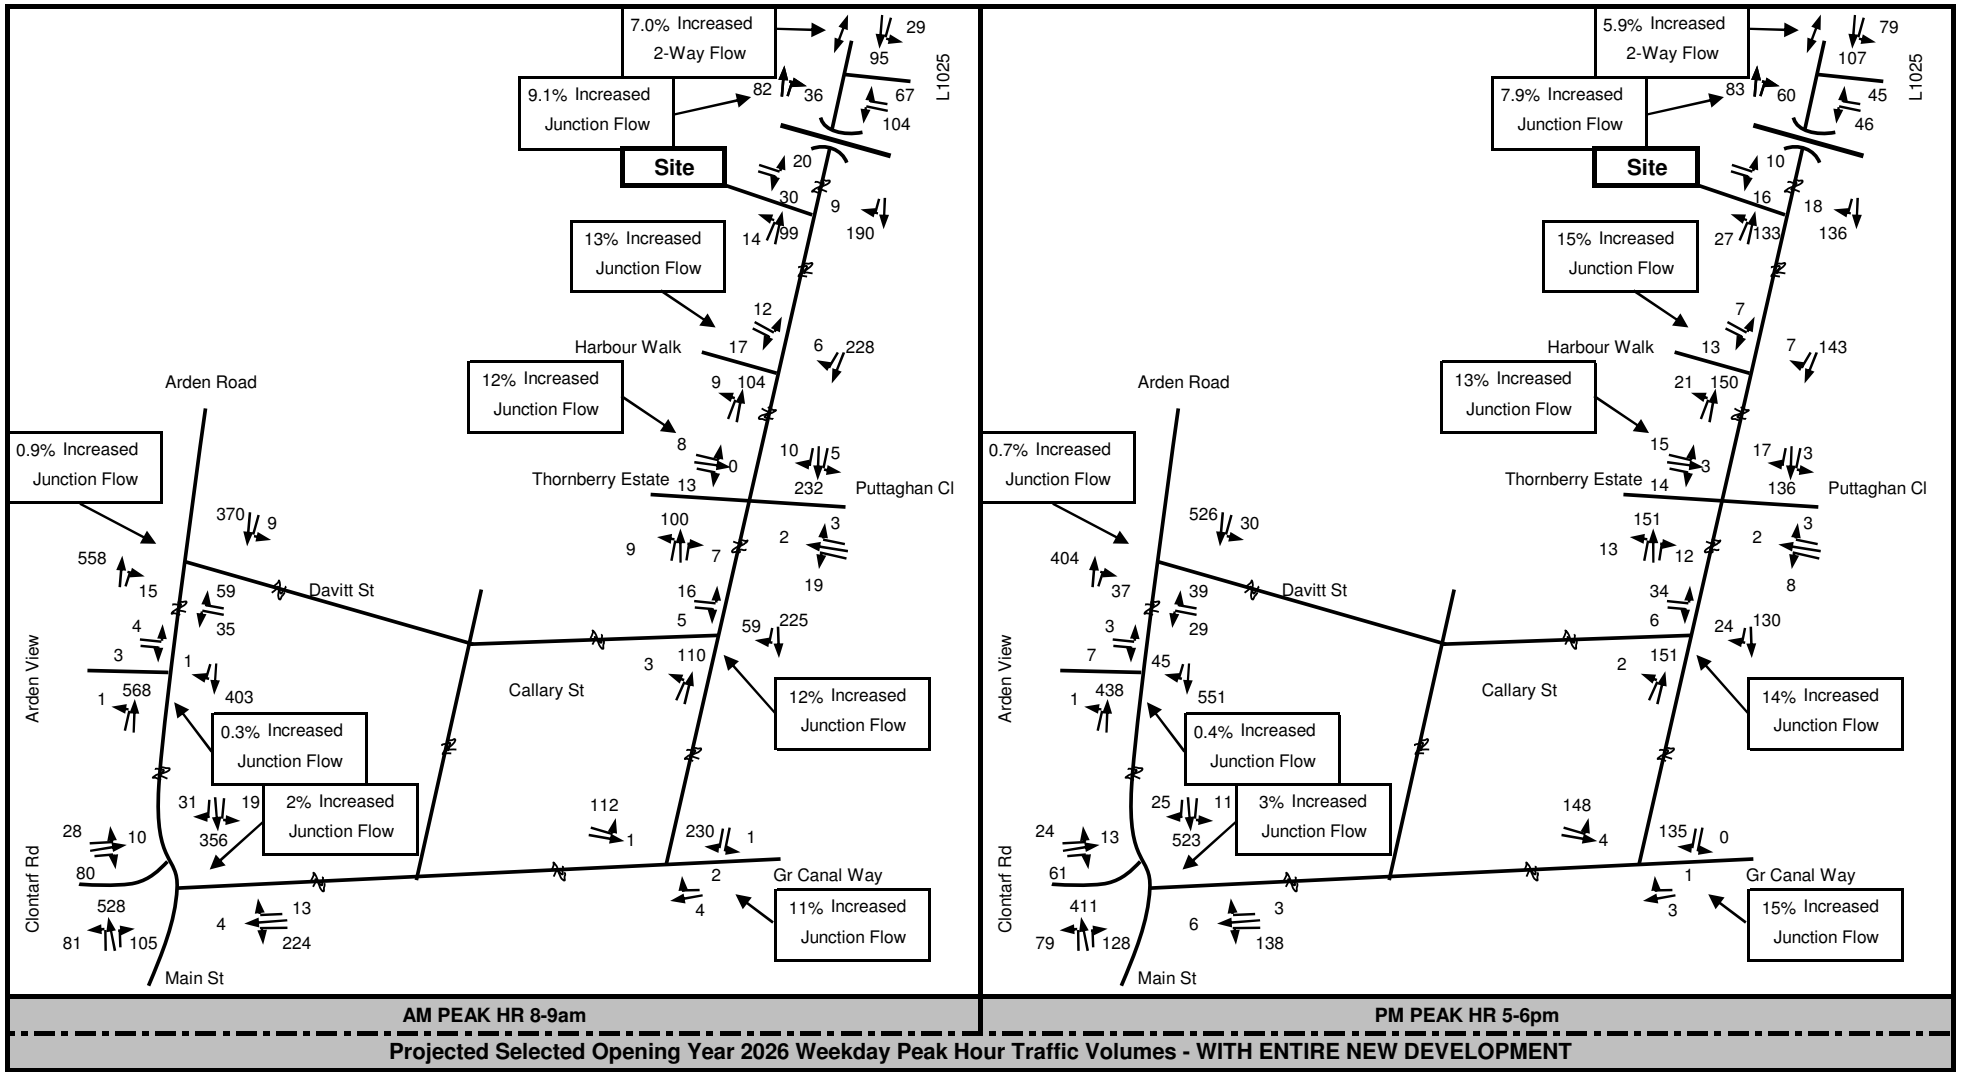 7.0% Increased
2-Way Flow
29
95
L1025
9.1% Increased
Junction Flow
82
36
67
104
Site
20
30
9
14
99
190
13% Increased
Junction Flow
12
Harbour Walk
17
6
228
9
104
12% Increased
Junction Flow
Arden Road
8
0
10
5
Thornberry Estate
13
232
Puttaghan Cl
0.9% Increased
Junction Flow
370
9
100
9
7
2
3
19
558
15
59
35
Davitt St
16
5
59
225
4
3
1
Arden View
1
568
403
3
110
Callary St
12% Increased
Junction Flow
0.3% Increased
Junction Flow
31
19
356
2% Increased
Junction Flow
112
1
230
1
28
10
80
Clontarf Rd
2
4
Gr Canal Way
11% Increased
Junction Flow
528
81
105
4
13
224
Main St
AM PEAK HR 8-9am
5.9% Increased
2-Way Flow
79
107
L1025
7.9% Increased
Junction Flow
83
60
45
46
Site
10
16
18
27
133
136
15% Increased
Junction Flow
7
Harbour Walk
13
7
143
21
150
13% Increased
Junction Flow
Arden Road
15
3
17
3
Thornberry Estate
14
136
Puttaghan Cl
0.7% Increased
Junction Flow
526
30
151
13
12
2
3
8
404
37
39
29
Davitt St
34
6
24
130
3
7
45
Arden View
1
438
551
2
151
Callary St
14% Increased
Junction Flow
0.4% Increased
Junction Flow
25
11
523
3% Increased
Junction Flow
148
4
135
0
24
13
61
Clontarf Rd
1
3
Gr Canal Way
15% Increased
Junction Flow
411
79
128
6
3
138
Main St
PM PEAK HR 5-6pm
Projected Selected Opening Year 2026 Weekday Peak Hour Traffic Volumes - WITH ENTIRE NEW DEVELOPMENT